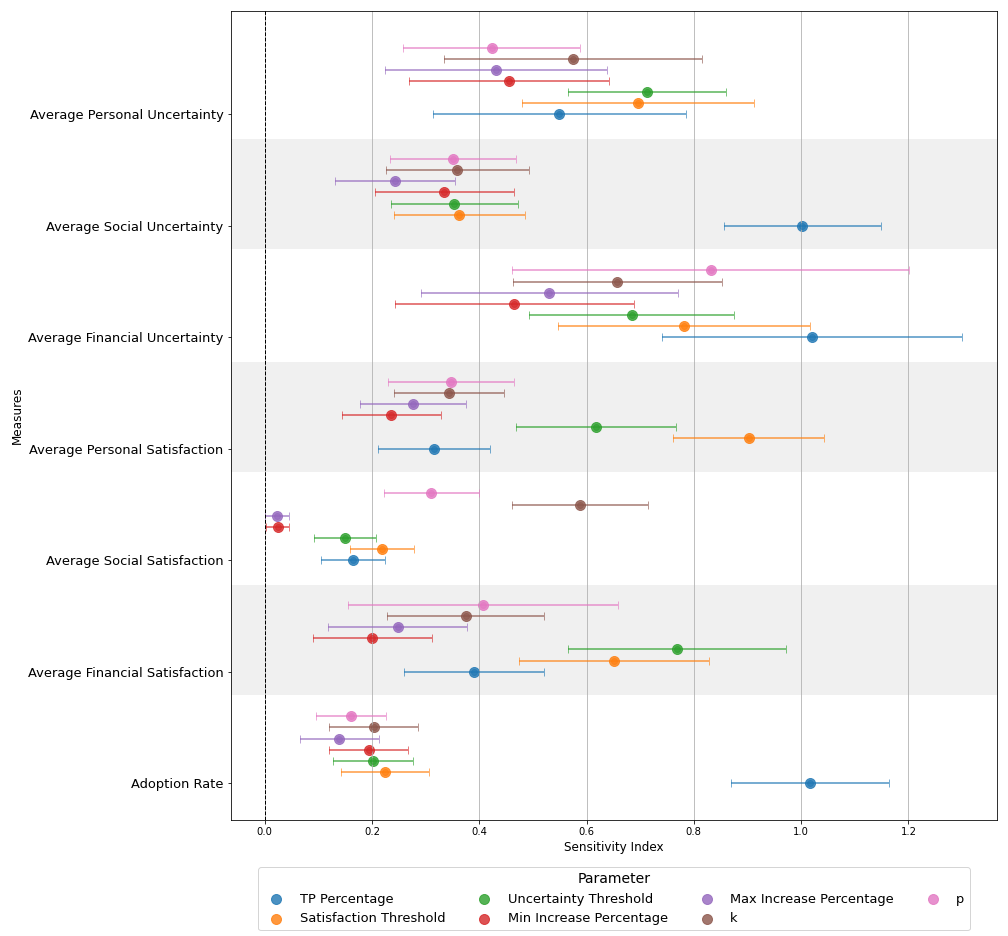 Measures
Average Personal Uncertainty
Average Social Uncertainty
Average Financial Uncertainty
Average Personal Satisfaction
Average Social Satisfaction
Average Financial Satisfaction
Adoption Rate
0.0 0.2 0.4 0.6 0.8 1.0 1.2
Sensitivity Index
Parameter
TP Percentage Uncertainty Threshold Max Increase Percentage p
Satisfaction Threshold Min Increase Percentage k